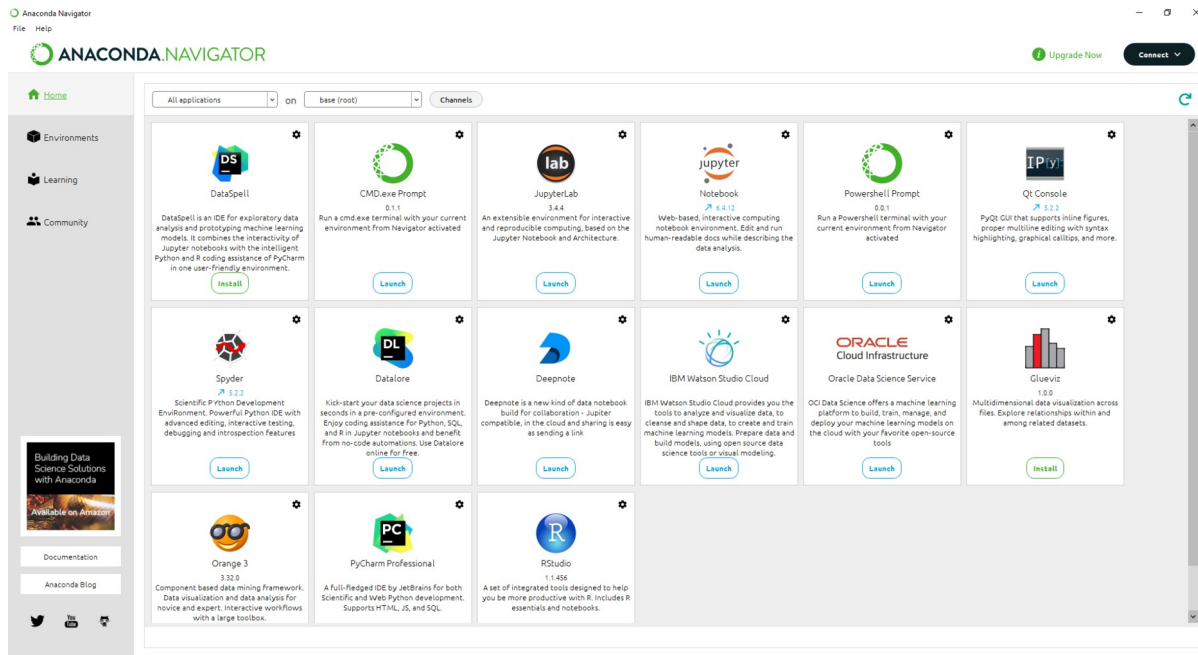 Anaconda Navigator
File Help
ANACONDA.NAVIGATOR
i Upgrade Now
Connect
Home
Environments
Learning
Community
All applications on base (root) Channels
DS
DataSpell
DataSpell is an IDE for exploratory data
analysis and prototyping machine learning
models. It combines the interactivity of
Jupyter notebooks with the intelligent
Python and R coding assistance of PyCharm
in one user-friendly environment.
Install
CMD.exe Prompt
0.1.1
Run a cmd.exe terminal with your current
environment from Navigator activated
Launch
lab
JupyterLab
3.4.4
An extensible environment for interactive
and reproducible computing, based on the
Jupyter Notebook and Architecture.
Launch
jupyter
Notebook
6.4.12
Web-based, interactive computing
notebook environment. Edit and run
human-readable docs while describing the
data analysis.
Launch
Powershell Prompt
0.0.1
Run a Powershell terminal with your
current environment from Navigator
activated
Launch
IP[y]:
Qt Console
5.2.2
PyQt GUI that supports inline figures,
proper multiline editing with syntax
highlighting, graphical calltips, and more.
Launch
Spyder
5.2.2
Scientific PYthon Development
EnviRonment. Powerful Python IDE with
advanced editing, interactive testing,
debugging and introspection features
Launch
DL
Datalore
Kick-start your data science projects in
seconds in a pre-configured environment.
Enjoy coding assistance for Python, SQL,
and R in Jupyter notebooks and benefit
from no-code automations. Use Datalore
online for free.
Launch
Deepnote
Deepnote is a new kind of data notebook
build for collaboration - Jupiter
compatible, in the cloud and sharing is easy
as sending a link
Launch
IBM Watson Studio Cloud
IBM Watson Studio Cloud provides you the
tools to analyze and visualize data, to
cleanse and shape data, to create and train
machine learning models. Prepare data and
build models, using open source data
science tools or visual modeling.
Launch
ORACLE
Cloud Infrastructure
Oracle Data Science Service
OCI Data Science offers a machine learning
platform to build, train, manage, and
deploy your machine learning models on
the cloud with your favorite open-source
tools
Launch
Glueviz
1.0.0
Multidimensional data visualization across
files. Explore relationships within and
among related datasets.
Install
Orange 3
3.32.0
Component based data mining framework.
Data visualization and data analysis for
novice and expert. Interactive workflows
with a large toolbox.
PC
PyCharm Professional
A full-fledged IDE by JetBrains for both
Scientific and Web Python development.
Supports HTML, JS, and SQL.
R
RStudio
1.1.456
A set of integrated tools designed to help
you be more productive with R. Includes R
essentials and notebooks.
Building Data
Science Solutions
with Anaconda
Available on Amazon
Documentation
Anaconda Blog
You
Tube